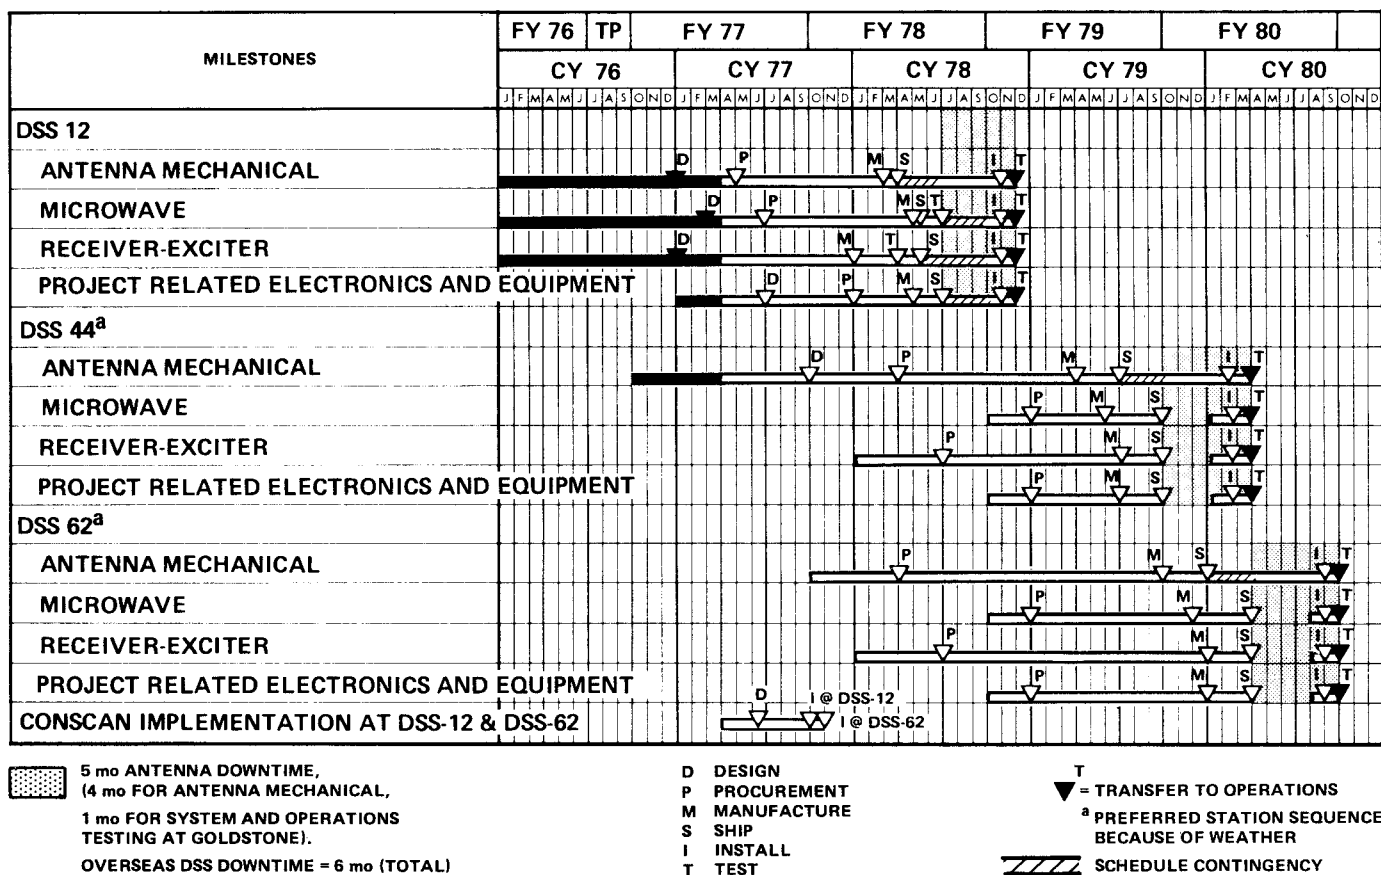 MILESTONES
FY 76 TP FY 77 FY 78 FY 79 FY 80
CY 76 CY 77 CY 78 CY 79 CY 80
J F M A M J J A S O N D J F M A M J J A S O N D J F M A M J J A S O N D J F M A M J J A S O N D J F M A M J J A S O N D
DSS 12
ANTENNA MECHANICAL D P M S I T
MICROWAVE D P M S T I T
RECEIVER-EXCITER D M T S I T
PROJECT RELATED ELECTRONICS AND EQUIPMENT D P M S I T
DSS 44a
ANTENNA MECHANICAL D P M S I T
MICROWAVE P M S I T
RECEIVER-EXCITER P M S I T
PROJECT RELATED ELECTRONICS AND EQUIPMENT P M S I T
DSS 62a
ANTENNA MECHANICAL P M S I T
MICROWAVE P M S I T
RECEIVER-EXCITER P M S I T
PROJECT RELATED ELECTRONICS AND EQUIPMENT P M S I T
CONSCAN IMPLEMENTATION AT DSS-12 & DSS-62 D I @ DSS-12
I @ DSS-62
5 mo ANTENNA DOWNTIME,
(4 mo FOR ANTENNA MECHANICAL,
1 mo FOR SYSTEM AND OPERATIONS
TESTING AT GOLDSTONE).
OVERSEAS DSS DOWNTIME = 6 mo (TOTAL)
D DESIGN
P PROCUREMENT
M MANUFACTURE
S SHIP
I INSTALL
T TEST
T
= TRANSFER TO OPERATIONS
a PREFERRED STATION SEQUENCE
BECAUSE OF WEATHER
SCHEDULE CONTINGENCY